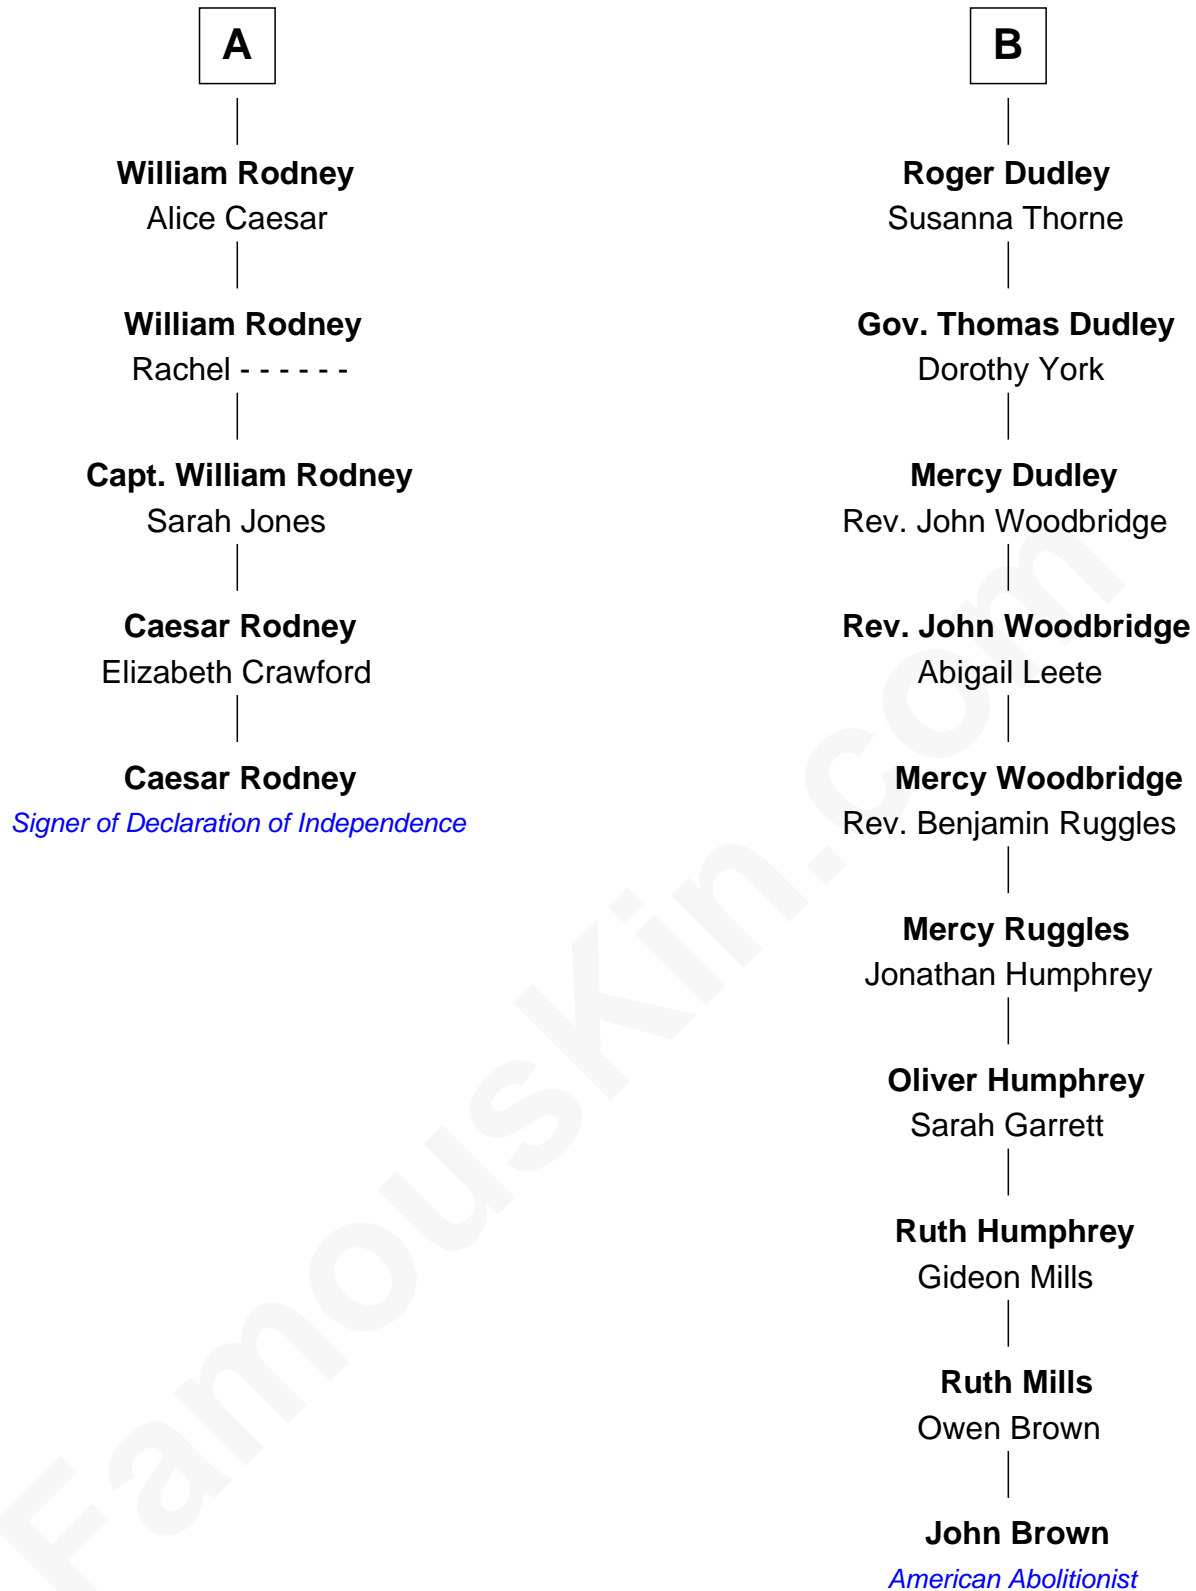 A
William Rodney
Alice Caesar
William Rodney
Rachel - - - - - -
Capt. William Rodney
Sarah Jones
Caesar Rodney
Elizabeth Crawford
Caesar Rodney
Signer of Declaration of Independence
B
Roger Dudley
Susanna Thorne
Gov. Thomas Dudley
Dorothy York
Mercy Dudley
Rev. John Woodbridge
Rev. John Woodbridge
Abigail Leete
Mercy Woodbridge
Rev. Benjamin Ruggles
Mercy Ruggles
Jonathan Humphrey
Oliver Humphrey
Sarah Garrett
Ruth Humphrey
Gideon Mills
Ruth Mills
Owen Brown
John Brown
American Abolitionist
FamousKin.com